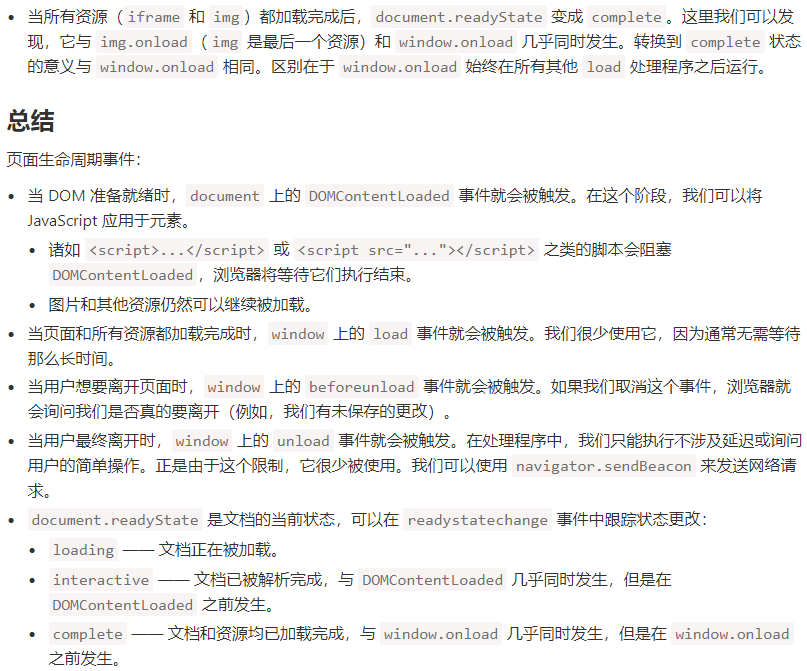 当所有资源（iframe 和 img）都加载完成后，document.readyState 变成 complete。这里我们可以发
现，它与 img.onload（img 是最后一个资源）和 window.onload 几乎同时发生。转换到 complete 状态
的意义与 window.onload 相同。区别在于 window.onload 始终在所有其他 load 处理程序之后运行。
总结
页面生命周期事件：
当 DOM 准备就绪时，document 上的 DOMContentLoaded 事件就会被触发。在这个阶段，我们可以将
JavaScript 应用于元素。
诸如 <script>...</script> 或 <script src="..."></script> 之类的脚本会阻塞
DOMContentLoaded，浏览器将等待它们执行结束。
图片和其他资源仍然可以继续被加载。
当页面和所有资源都加载完成时，window 上的 load 事件就会被触发。我们很少使用它，因为通常无需等待
那么长时间。
当用户想要离开页面时，window 上的 beforeunload 事件就会被触发。如果我们取消这个事件，浏览器就
会询问我们是否真的要离开（例如，我们有未保存的更改）。
当用户最终离开时，window 上的 unload 事件就会被触发。在处理程序中，我们只能执行不涉及延迟或询问
用户的简单操作。正是由于这个限制，它很少被使用。我们可以使用 navigator.sendBeacon 来发送网络请
求。
document.readyState 是文档的当前状态，可以在 readystatechange 事件中跟踪状态更改：
loading —— 文档正在被加载。
interactive —— 文档已被解析完成，与 DOMContentLoaded 几乎同时发生，但是在
DOMContentLoaded 之前发生。
complete —— 文档和资源均已加载完成，与 window.onload 几乎同时发生，但是在 window.onload
之前发生。